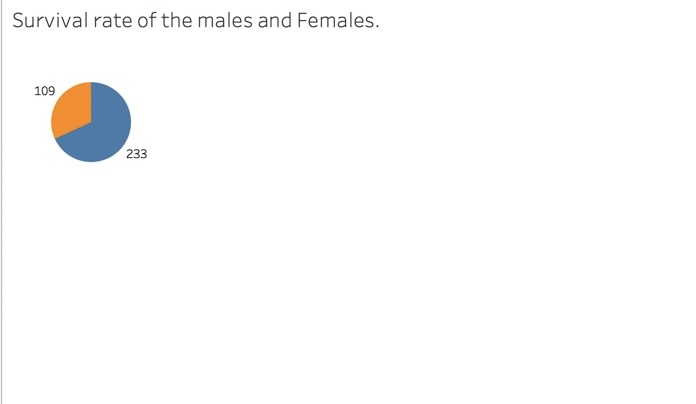 Survival rate of the males and Females.
109
233